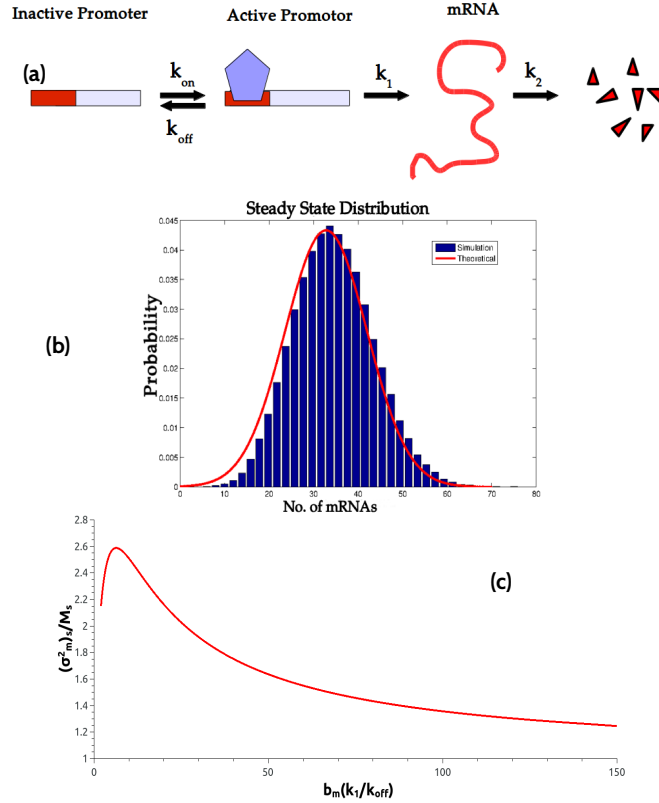 Inactive Promoter
Active Promotor
mRNA
(a)
k_on
k_off
k_1
k_2
Steady State Distribution
0.045
0.04
0.035
0.03
0.025
0.02
0.015
0.01
0.005
0
Probability
Simulation
Theoretical
(b)
0 10 20 30 40 50 60 70 80
No. of mRNAs
2.8
2.6
2.4
2.2
2
1.8
1.6
1.4
1.2
1
(σ²_m)_s/M_s
(c)
0 50 100 150
b_m(k_1/k_off)